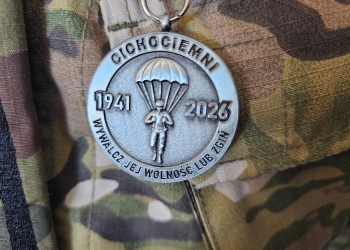 CICHOCIEMNI
1941 2026
WYWALCZ JEJ WOLNOŚĆ LUB ZGIŃ